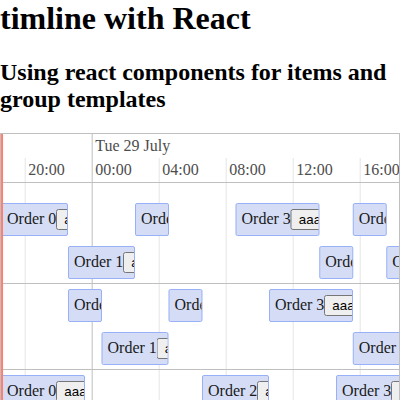 timline with React
Using react components for items and
group templates
Tue 29 July
20:00 00:00 04:00 08:00 12:00 16:00
Order 0 Order 3 aaa
Order 1
Order 3 aaa
Order 1 Order
Order 0 aaa Order 2 Order 3